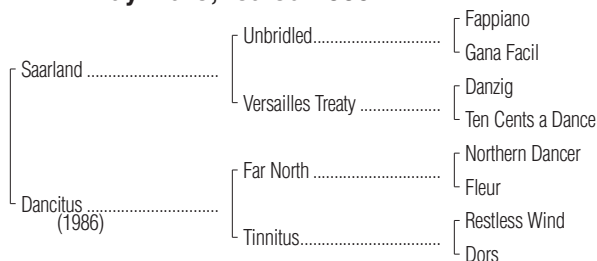 Fappiano
Unbridled
Gana Facil
Saarland
Danzig
Versailles Treaty
Ten Cents a Dance
Northern Dancer
Far North
Fleur
Dancitus
(1986)
Restless Wind
Tinnitus
Dors